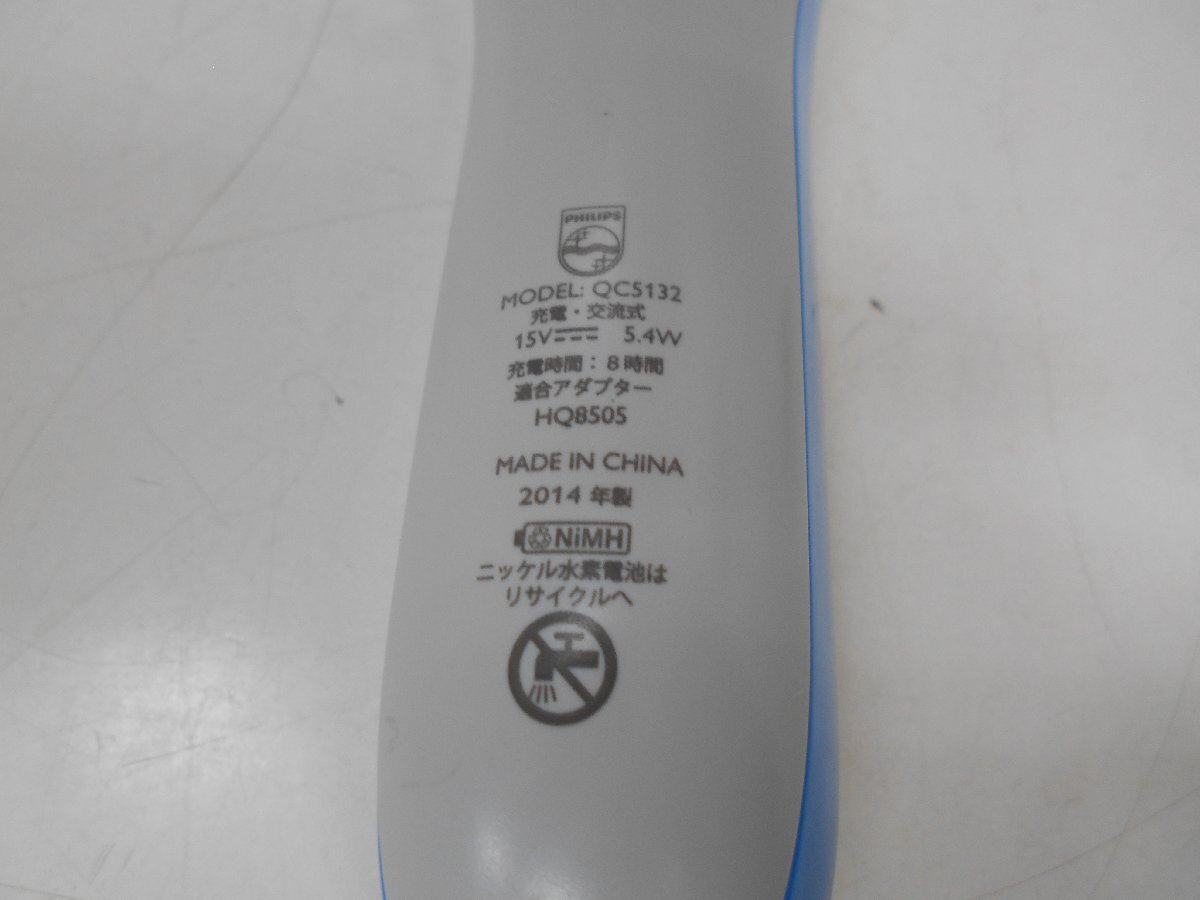 PHILIPS
MODEL: QC5132
充電・交流式
15V 5.4W
充電時間：8時間
適合アダプター
HQ8505
MADE IN CHINA
2014 年製
NiMH
ニッケル水素電池は
リサイクルへ